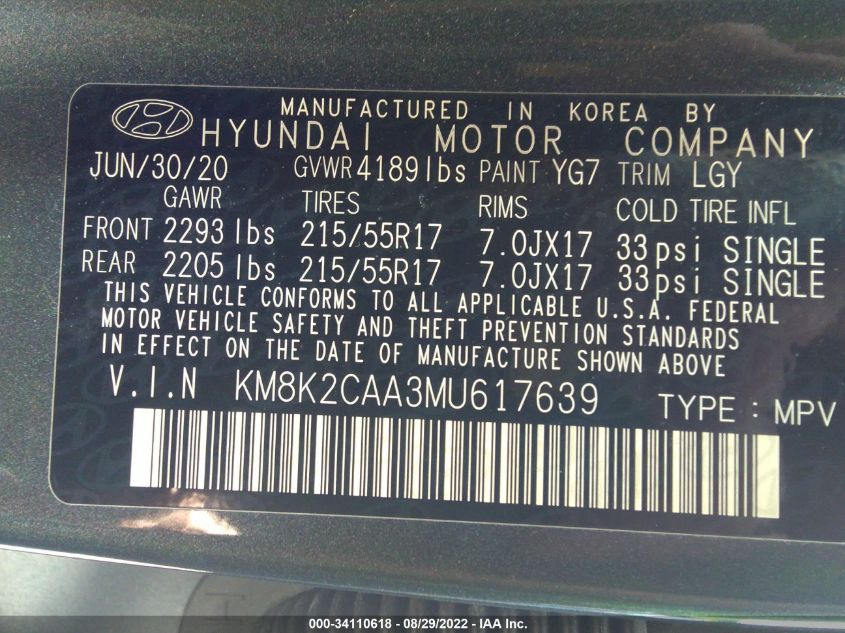 MANUFACTURED IN KOREA BY
HYUNDAI MOTOR COMPANY
JUN/30/20 GVWR 4189lbs PAINT YG7 TRIM LGY
GAWR TIRES RIMS COLD TIRE INFL
FRONT 2293lbs 215/55R17 7.0JX17 33psi SINGLE
REAR 2205lbs 215/55R17 7.0JX17 33psi SINGLE
THIS VEHICLE CONFORMS TO ALL APPLICABLE U.S.A. FEDERAL
MOTOR VEHICLE SAFETY AND THEFT PREVENTION STANDARDS
IN EFFECT ON THE DATE OF MANUFACTURE SHOWN ABOVE
V.I.N KM8K2CAA3MU617639 TYPE : MPV
000-34110618 - 08/29/2022 - IAA Inc.